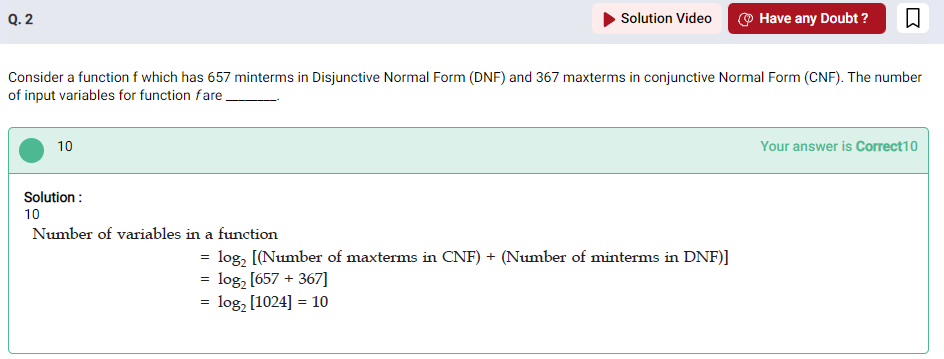 Q. 2
Solution Video
Have any Doubt ?
Consider a function f which has 657 minterms in Disjunctive Normal Form (DNF) and 367 maxterms in conjunctive Normal Form (CNF). The number
of input variables for function f are ________.
10
Your answer is Correct10
Solution :
10
Number of variables in a function
= log₂ [(Number of maxterms in CNF) + (Number of minterms in DNF)]
= log₂ [657 + 367]
= log₂ [1024] = 10